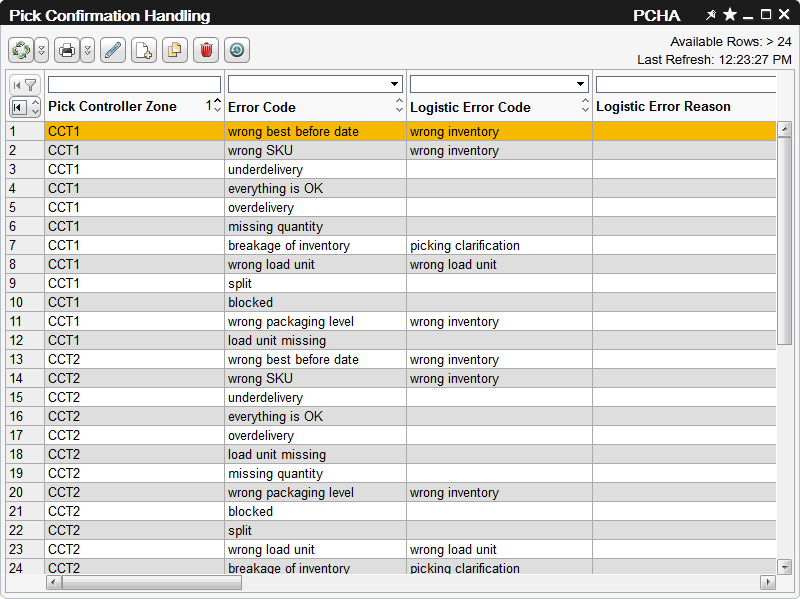 Pick Confirmation Handling PCHA
Available Rows: > 24
Last Refresh: 12:23:27 PM
Pick Controller Zone 1 Error Code Logistic Error Code Logistic Error Reason
1 CCT1 wrong best before date wrong inventory
2 CCT1 wrong SKU wrong inventory
3 CCT1 underdelivery
4 CCT1 everything is OK
5 CCT1 overdelivery
6 CCT1 missing quantity
7 CCT1 breakage of inventory picking clarification
8 CCT1 wrong load unit wrong load unit
9 CCT1 split
10 CCT1 blocked
11 CCT1 wrong packaging level wrong inventory
12 CCT1 load unit missing
13 CCT2 wrong best before date wrong inventory
14 CCT2 wrong SKU wrong inventory
15 CCT2 underdelivery
16 CCT2 everything is OK
17 CCT2 overdelivery
18 CCT2 load unit missing
19 CCT2 missing quantity
20 CCT2 wrong packaging level wrong inventory
21 CCT2 blocked
22 CCT2 split
23 CCT2 wrong load unit wrong load unit
24 CCT2 breakage of inventory picking clarification